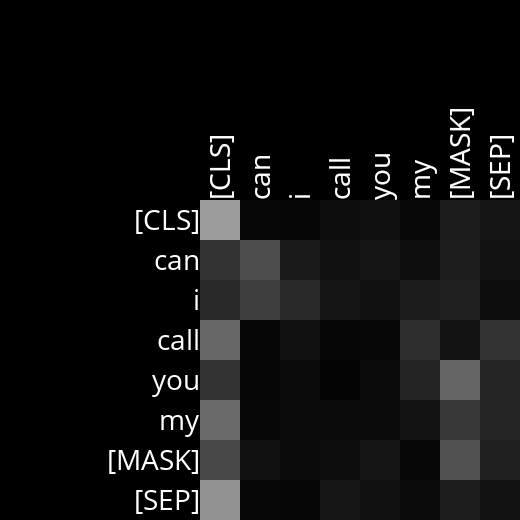 [CLS] can i call you my [MASK] [SEP]
[CLS]
can
i
call
you
my
[MASK]
[SEP]